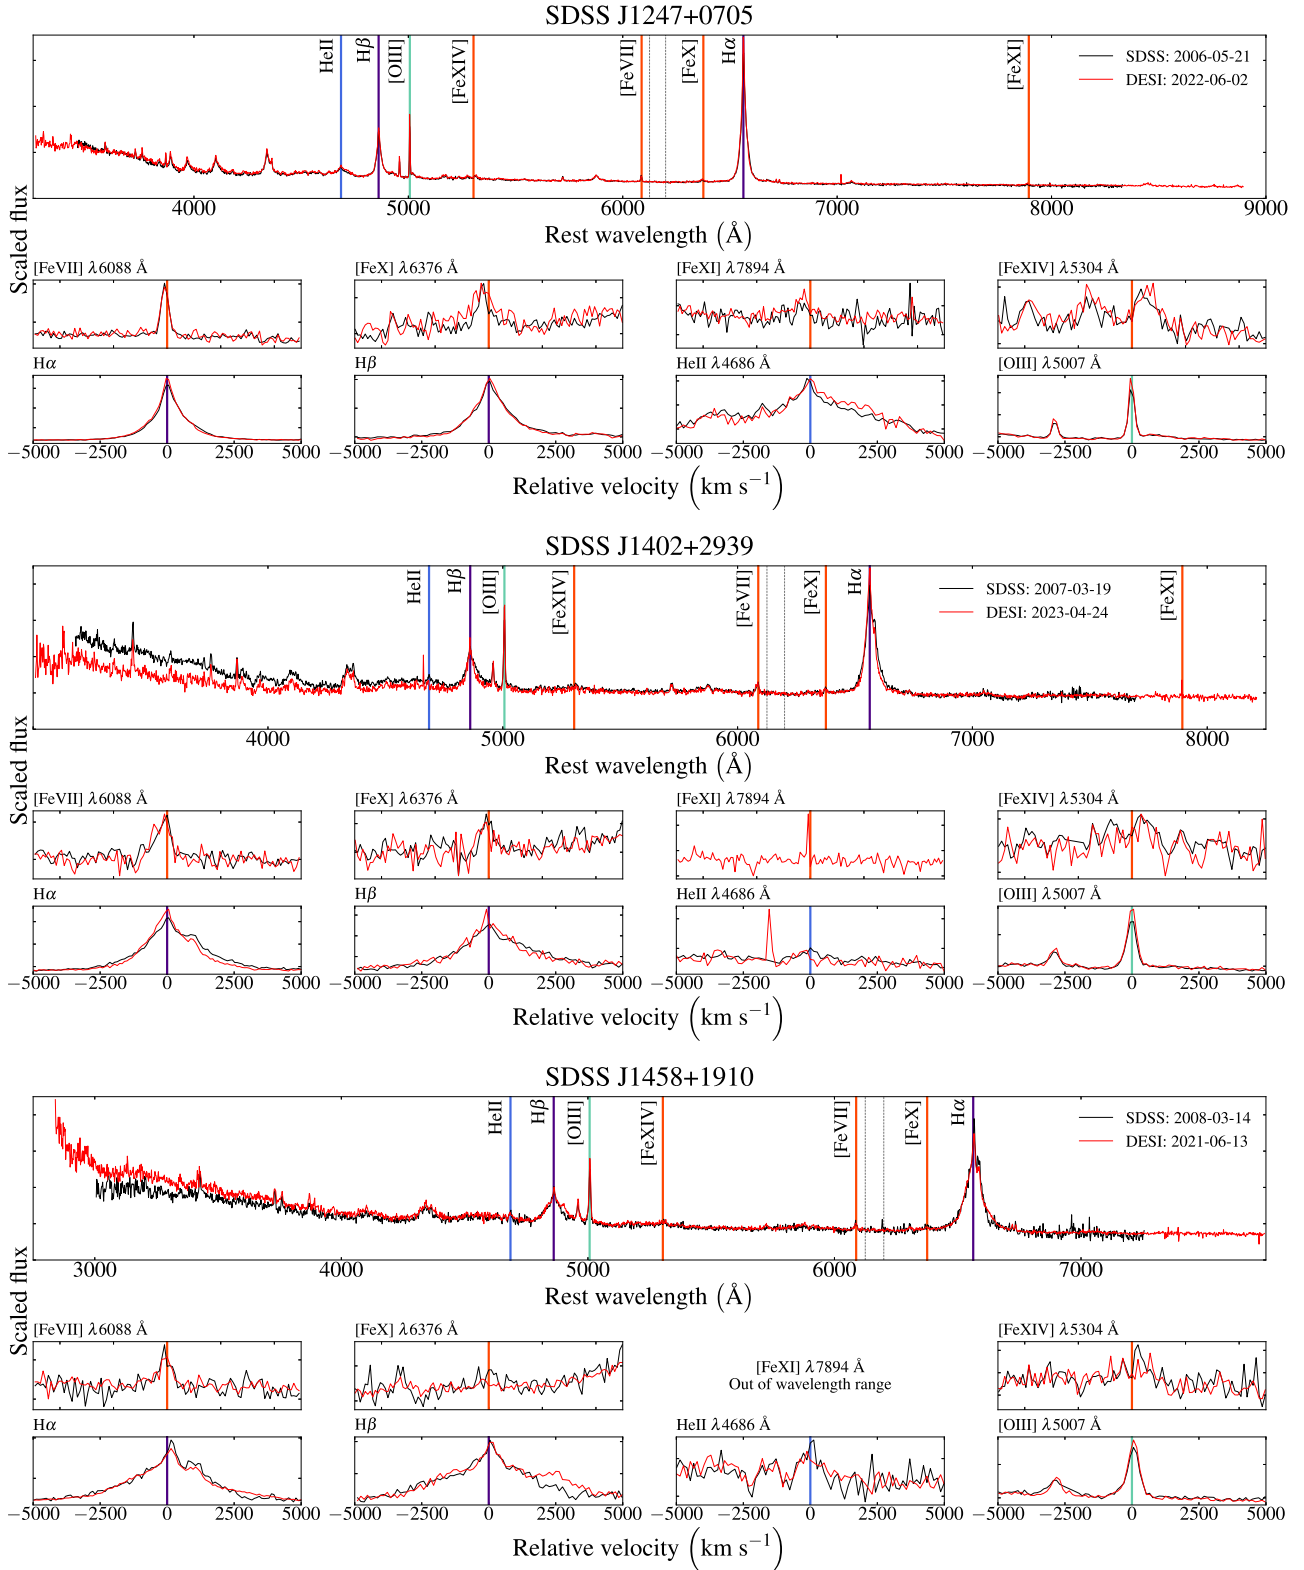 SDSS J1247+0705
HeII
Hβ
[OIII]
[FeXIV]
[FeVII]
[FeX]
Hα
[FeXI]
SDSS: 2006-05-21
DESI: 2022-06-02
4000 5000 6000 7000 8000 9000
Rest wavelength (Å)
Scaled flux
[FeVII] λ6088 Å
[FeX] λ6376 Å
[FeXI] λ7894 Å
[FeXIV] λ5304 Å
Hα
Hβ
HeII λ4686 Å
[OIII] λ5007 Å
−5000 −2500 0 2500 5000
−5000 −2500 0 2500 5000
−5000 −2500 0 2500 5000
−5000 −2500 0 2500 5000
Relative velocity (km s−1)
SDSS J1402+2939
HeII
Hβ
[OIII]
[FeXIV]
[FeVII]
[FeX]
Hα
[FeXI]
SDSS: 2007-03-19
DESI: 2023-04-24
4000 5000 6000 7000 8000
Rest wavelength (Å)
Scaled flux
[FeVII] λ6088 Å
[FeX] λ6376 Å
[FeXI] λ7894 Å
[FeXIV] λ5304 Å
Hα
Hβ
HeII λ4686 Å
[OIII] λ5007 Å
−5000 −2500 0 2500 5000
−5000 −2500 0 2500 5000
−5000 −2500 0 2500 5000
−5000 −2500 0 2500 5000
Relative velocity (km s−1)
SDSS J1458+1910
HeII
Hβ
[OIII]
[FeXIV]
[FeVII]
[FeX]
Hα
SDSS: 2008-03-14
DESI: 2021-06-13
3000 4000 5000 6000 7000
Rest wavelength (Å)
Scaled flux
[FeVII] λ6088 Å
[FeX] λ6376 Å
[FeXI] λ7894 Å
Out of wavelength range
[FeXIV] λ5304 Å
Hα
Hβ
HeII λ4686 Å
[OIII] λ5007 Å
−5000 −2500 0 2500 5000
−5000 −2500 0 2500 5000
−5000 −2500 0 2500 5000
−5000 −2500 0 2500 5000
Relative velocity (km s−1)